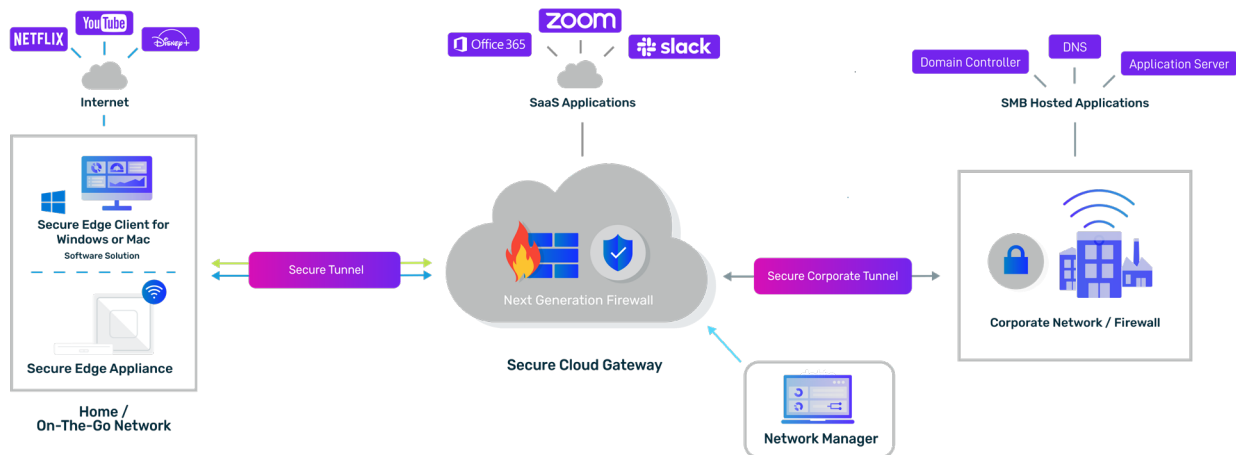 NETFLIX
YouTube
Disney+
Internet
Secure Edge Client for
Windows or Mac
Software Solution
Secure Edge Appliance
Home /
On-The-Go Network
Secure Tunnel
Office 365
zoom
slack
SaaS Applications
Next Generation Firewall
Secure Cloud Gateway
Network Manager
Secure Corporate Tunnel
Domain Controller
DNS
Application Server
SMB Hosted Applications
Corporate Network / Firewall